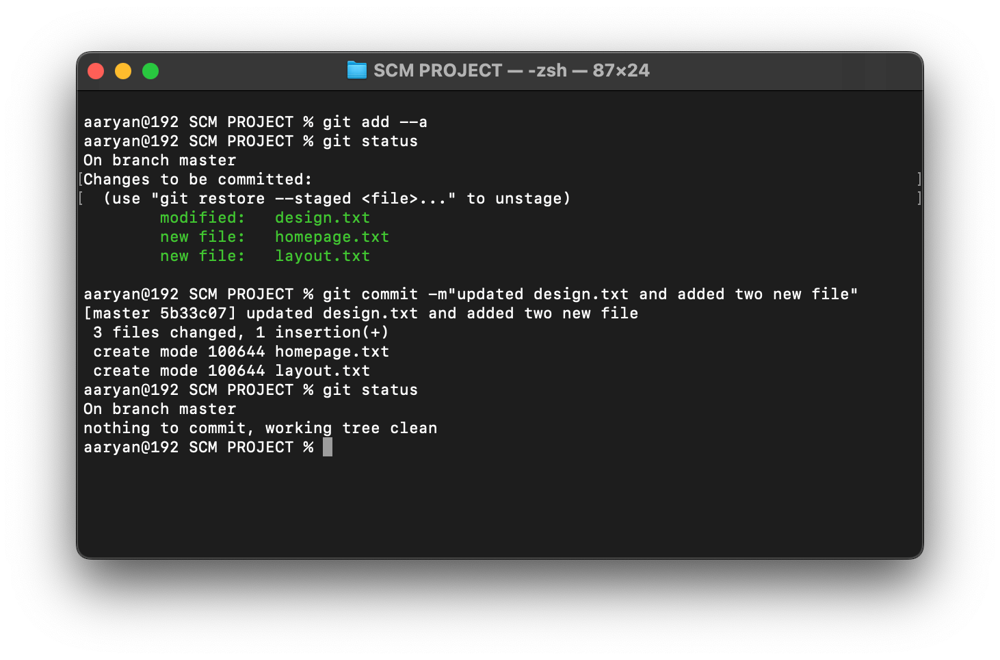 SCM PROJECT — -zsh — 87×24
aaryan@192 SCM PROJECT % git add --a
aaryan@192 SCM PROJECT % git status
On branch master
[Changes to be committed: ]
[  (use "git restore --staged <file>..." to unstage) ]
        modified:   design.txt
        new file:   homepage.txt
        new file:   layout.txt
aaryan@192 SCM PROJECT % git commit -m"updated design.txt and added two new file"
[master 5b33c07] updated design.txt and added two new file
 3 files changed, 1 insertion(+)
 create mode 100644 homepage.txt
 create mode 100644 layout.txt
aaryan@192 SCM PROJECT % git status
On branch master
nothing to commit, working tree clean
aaryan@192 SCM PROJECT %